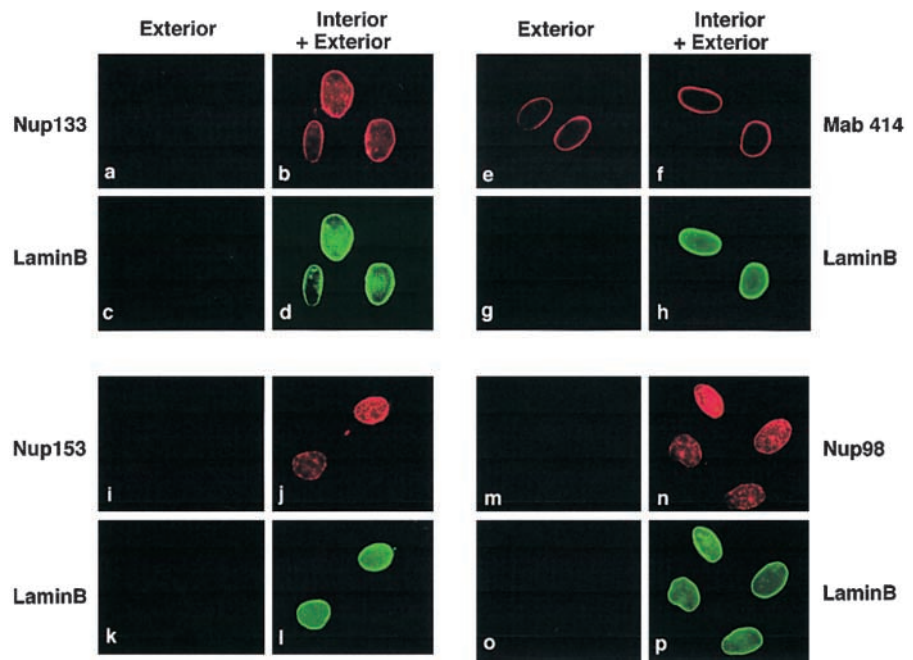 Exterior
Interior
+ Exterior
Exterior
Interior
+ Exterior
Nup133
a
b
e
f
Mab 414
LaminB
c
d
g
h
LaminB
Nup153
i
j
m
n
Nup98
LaminB
k
l
o
p
LaminB